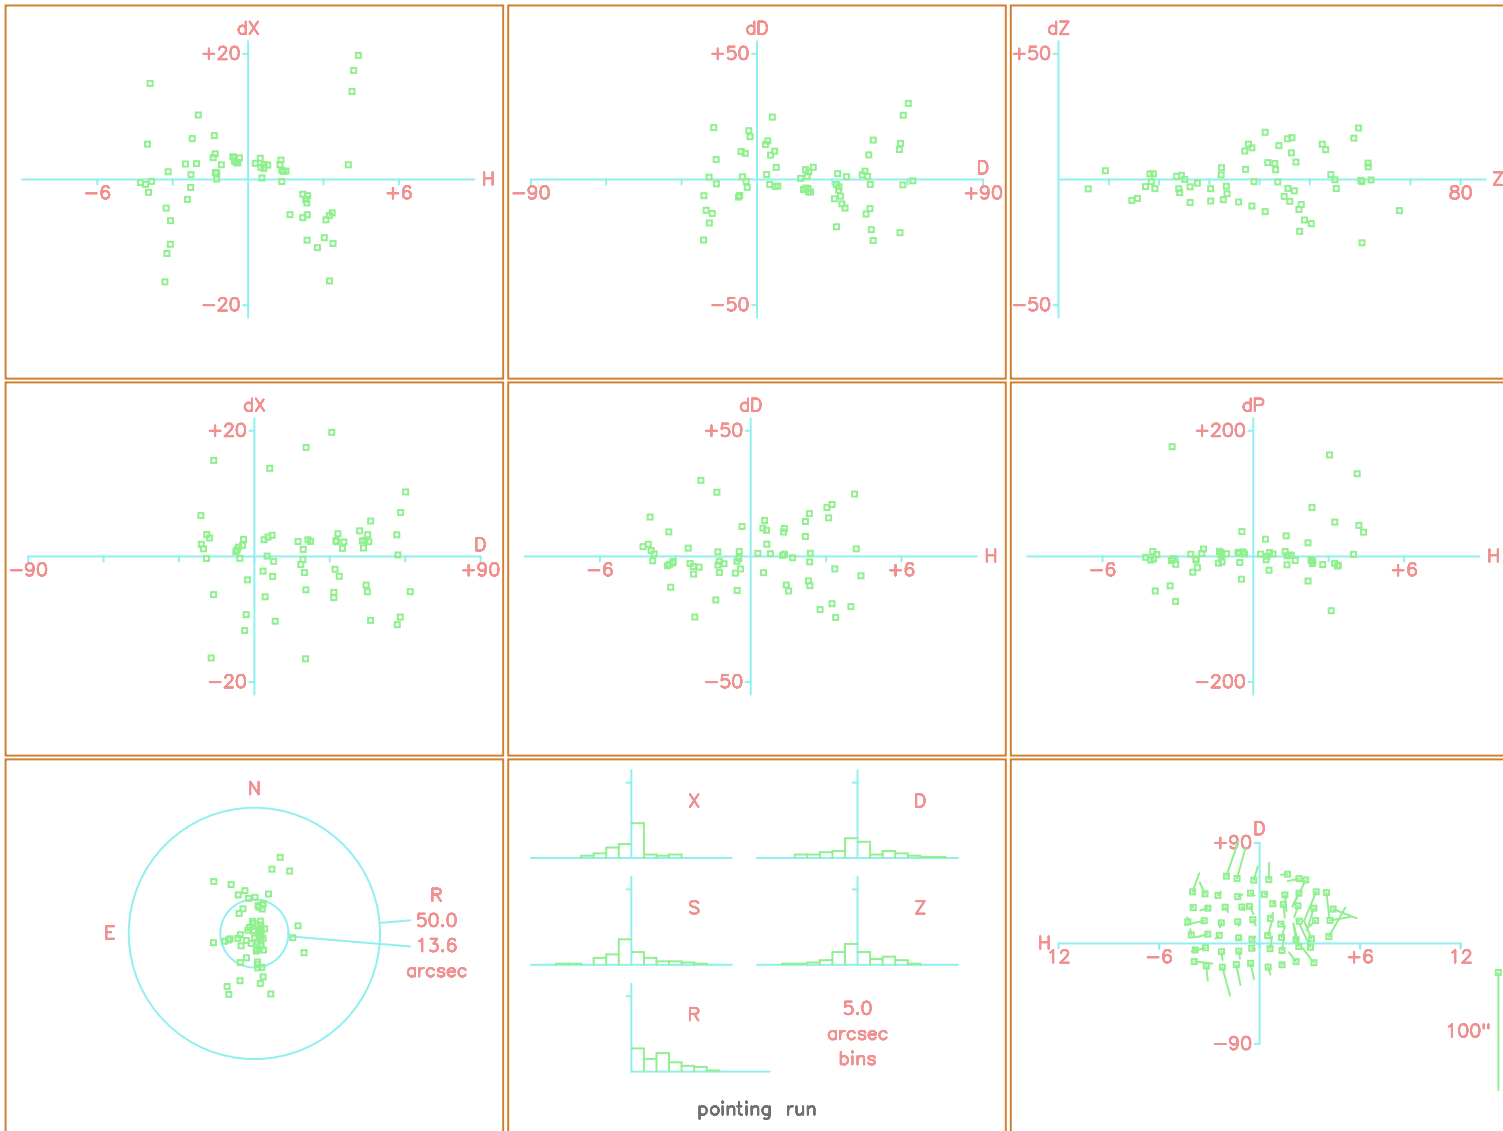 dX
+20
-6
+6
H
-20
dD
+50
D
-90
+90
-50
dZ
+50
Z
80
-50
dX
+20
D
-90
+90
-20
dD
+50
H
-6
+6
-50
dP
+200
H
-6
+6
-200
N
E
R
50.0
13.6
arcsec
X
D
S
Z
R
5.0
arcsec
bins
pointing run
D
+90
H
12
-6
+6
12
100"
-90